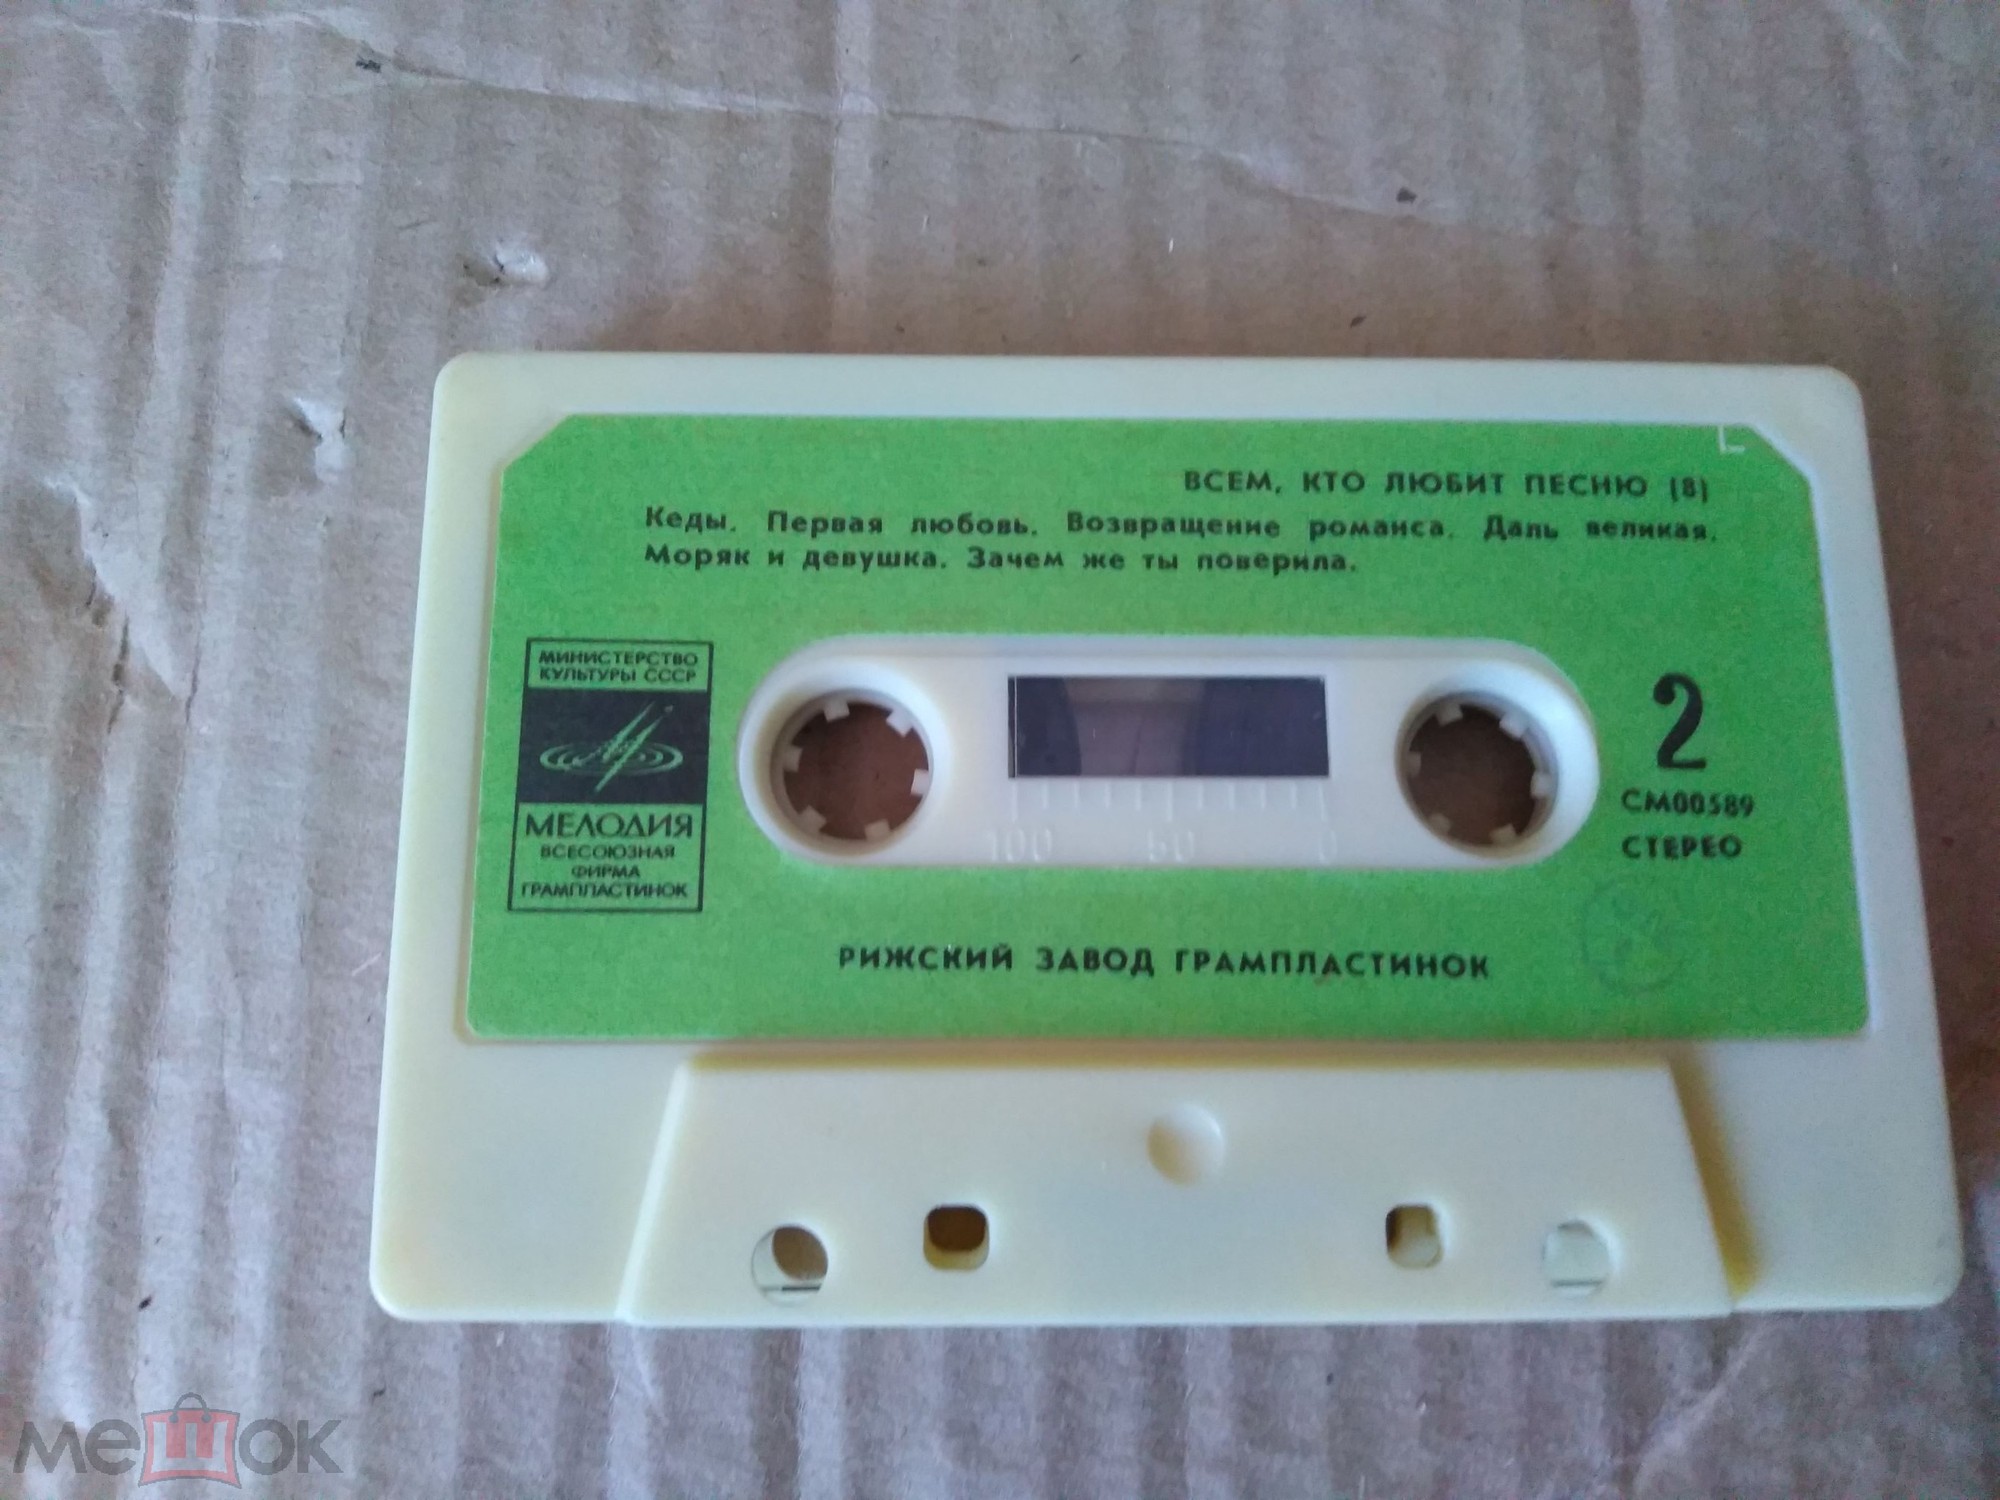 ВСЕМ, КТО ЛЮБИТ ПЕСНЮ (8)
Кеды. Первая любовь. Возвращение романса. Даль великая.
Моряк и девушка. Зачем же ты поверила.
МИНИСТЕРСТВО
КУЛЬТУРЫ СССР
МЕЛОДИЯ
ВСЕСОЮЗНАЯ
ФИРМА
ГРАМПЛАСТИНОК
100 50 0
2
СМ00589
СТЕРЕО
РИЖСКИЙ ЗАВОД ГРАМПЛАСТИНОК
мешок